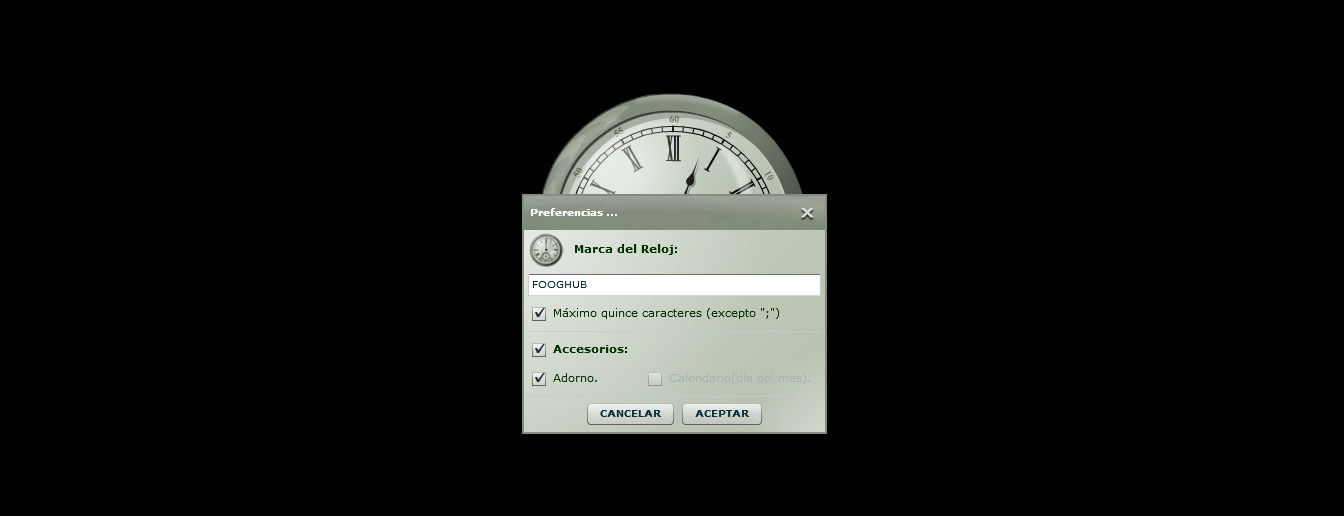 60
55
5
50
10
XII
XI
I
Preferencias ...
Marca del Reloj:
FOOGHUB
Máximo quince caracteres (excepto ";")
Accesorios:
Adorno.
Calendario(día del mes).
CANCELAR
ACEPTAR